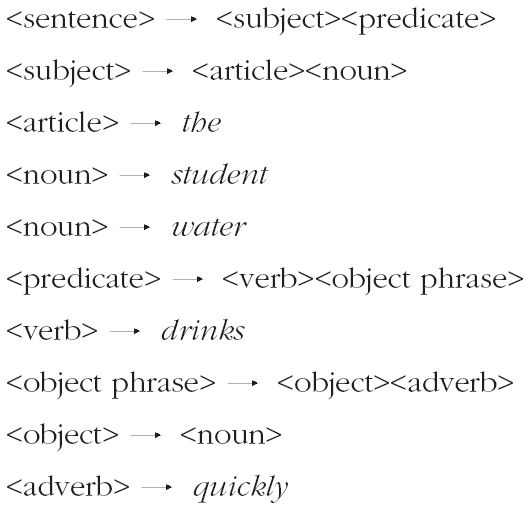 <sentence> → <subject><predicate>
<subject> → <article><noun>
<article> → the
<noun> → student
<noun> → water
<predicate> → <verb><object phrase>
<verb> → drinks
<object phrase> → <object><adverb>
<object> → <noun>
<adverb> → quickly